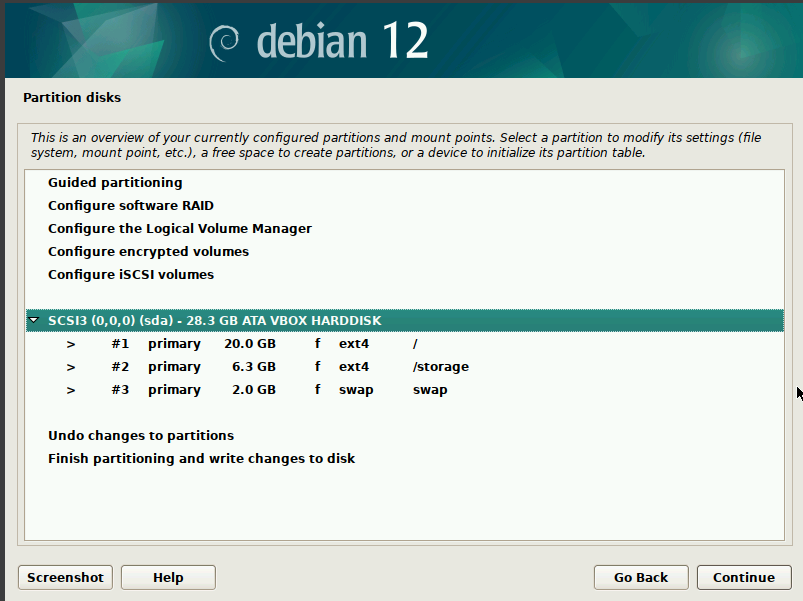 debian 12
Partition disks
This is an overview of your currently configured partitions and mount points. Select a partition to modify its settings (file
system, mount point, etc.), a free space to create partitions, or a device to initialize its partition table.
Guided partitioning
Configure software RAID
Configure the Logical Volume Manager
Configure encrypted volumes
Configure iSCSI volumes
SCSI3 (0,0,0) (sda) - 28.3 GB ATA VBOX HARDDISK
> #1 primary 20.0 GB f ext4 /
> #2 primary 6.3 GB f ext4 /storage
> #3 primary 2.0 GB f swap swap
Undo changes to partitions
Finish partitioning and write changes to disk
Screenshot Help Go Back Continue